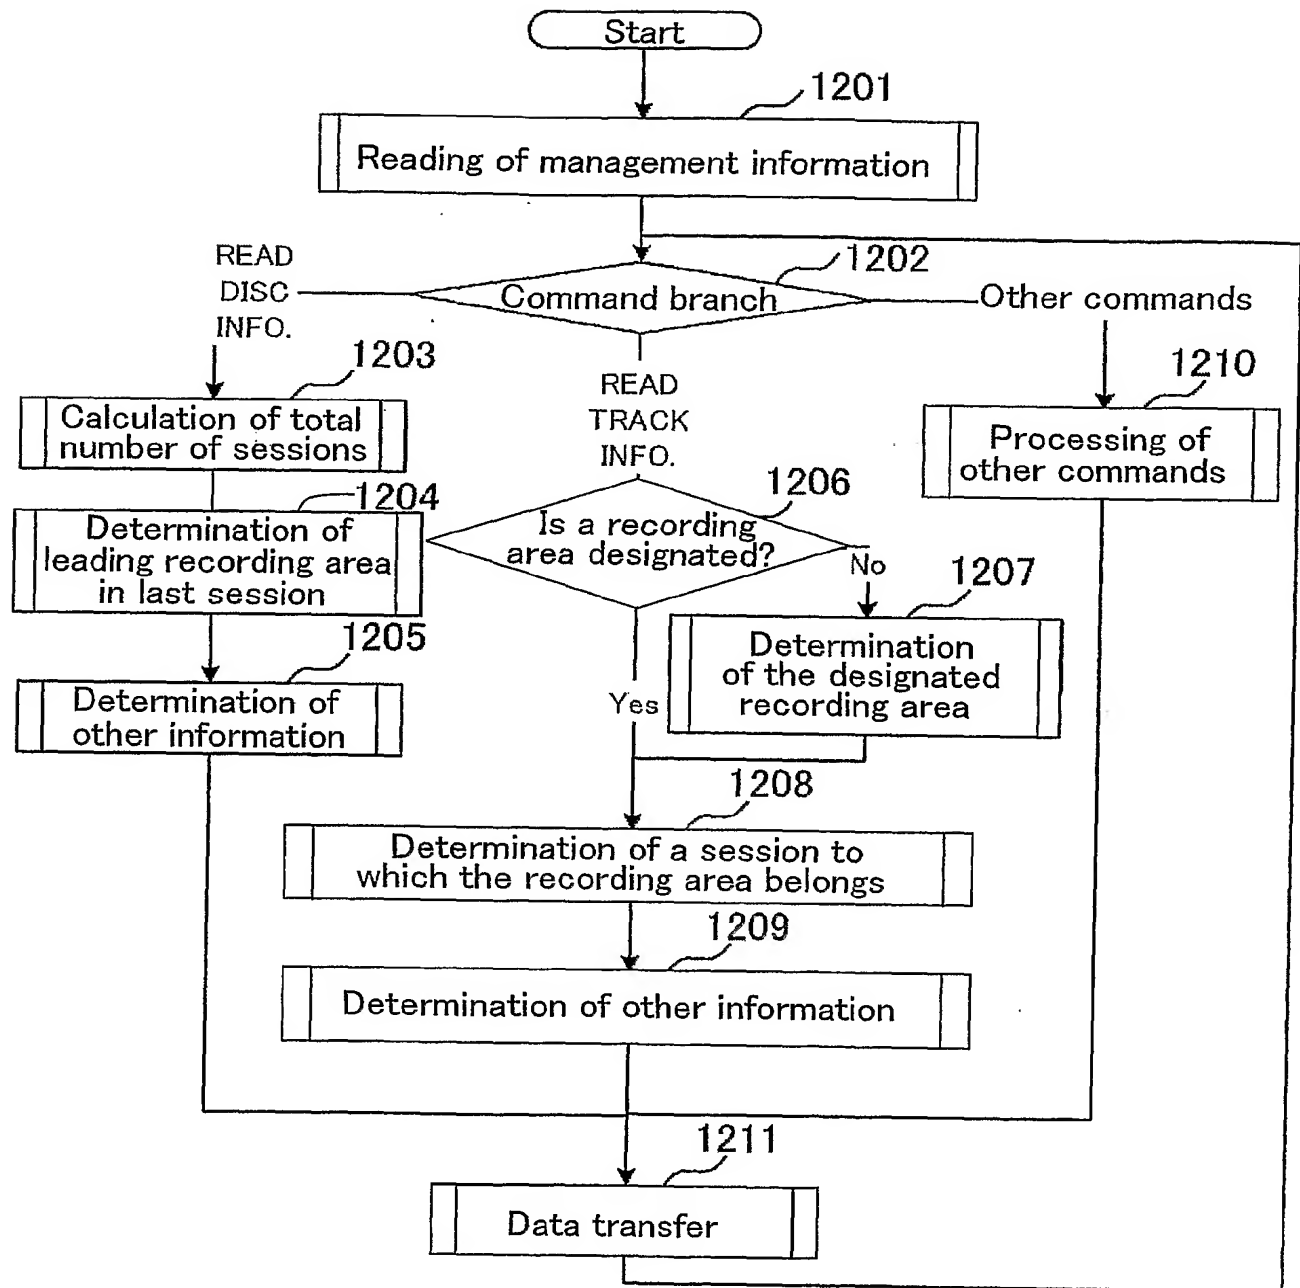 Start
1201
Reading of management information
1202
Command branch
READ
DISC
INFO.
READ
TRACK
INFO.
Other commands
1203
Calculation of total
number of sessions
1204
Determination of
leading recording area
in last session
1205
Determination of
other information
1206
Is a recording
area designated?
No
Yes
1207
Determination
of the designated
recording area
1208
Determination of a session to
which the recording area belongs
1209
Determination of other information
1210
Processing of
other commands
1211
Data transfer